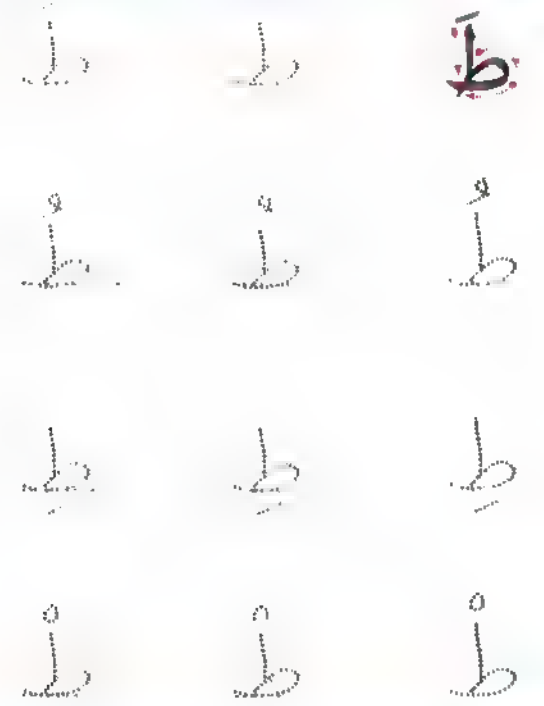 طَ طَ طَ
طُ طُ طُ
طِ طِ طِ
طْ طْ طْ